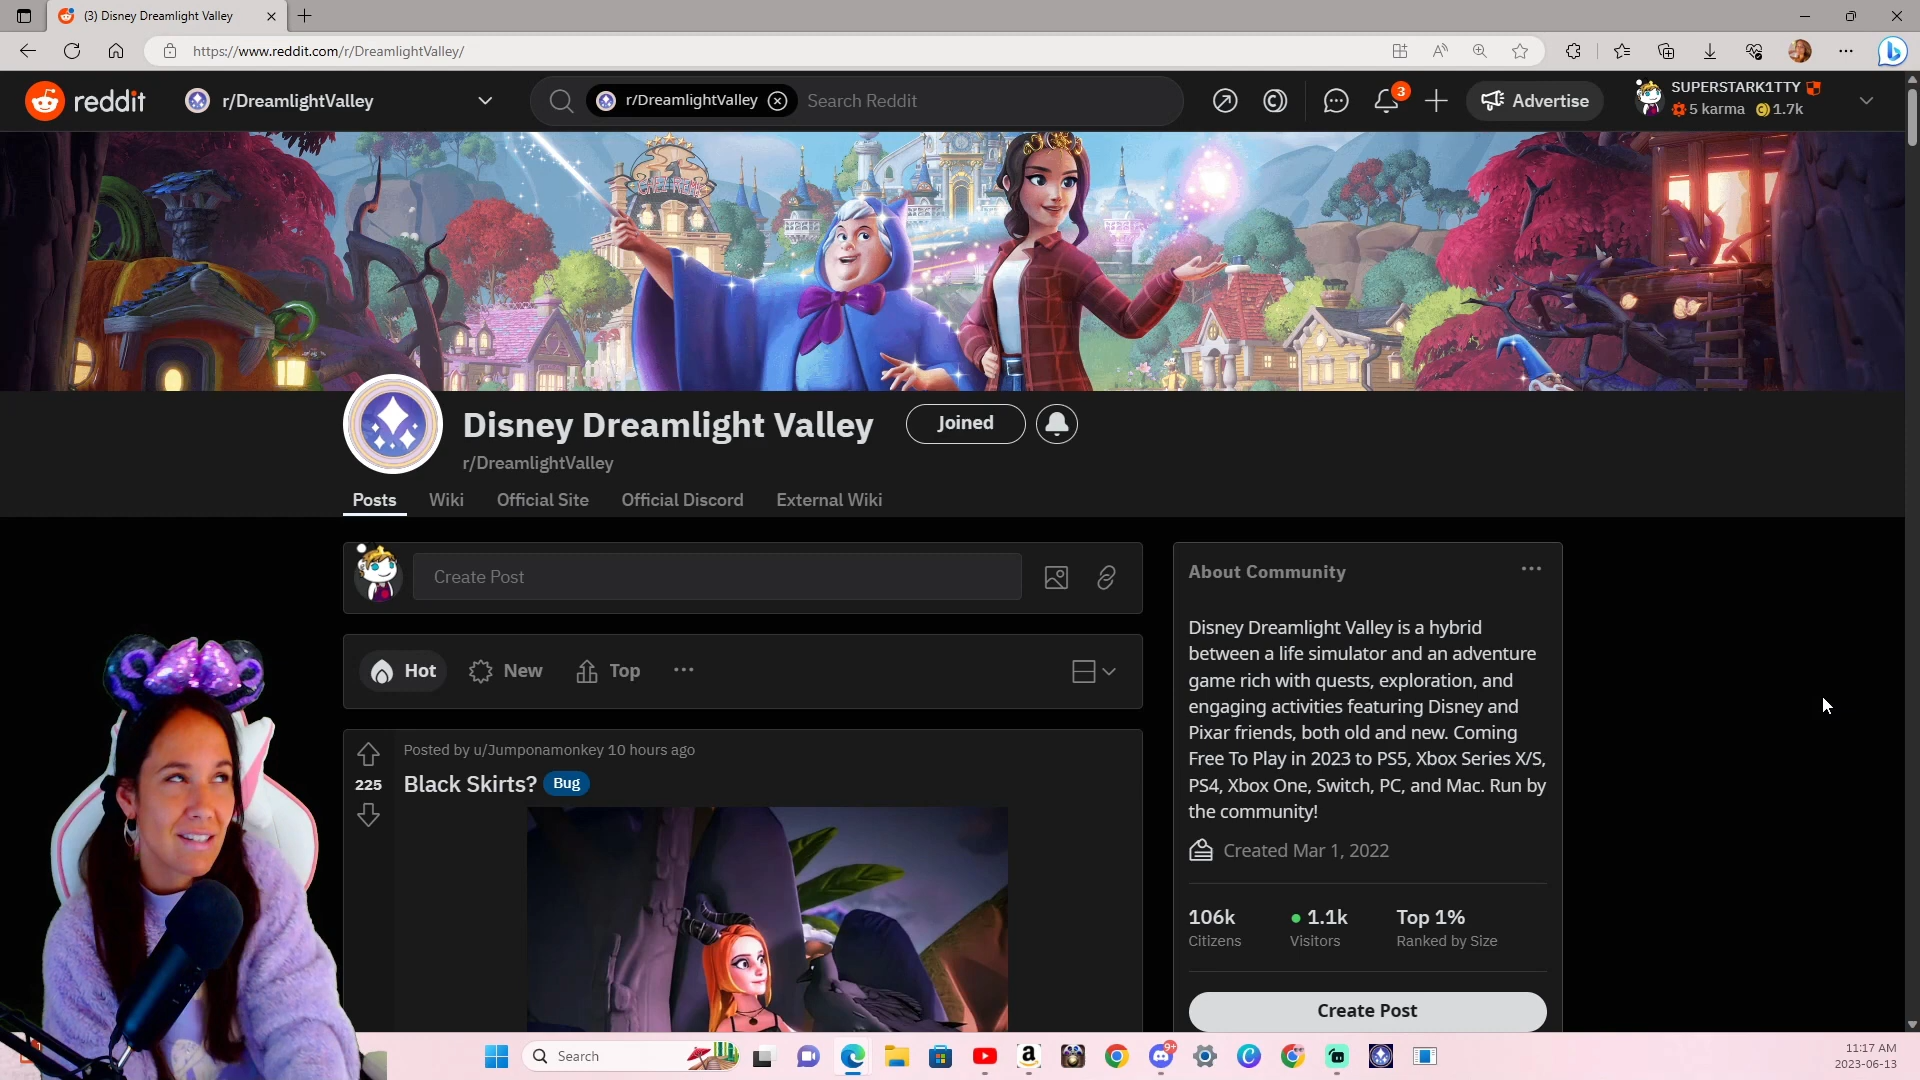 (3) Disney Dreamlight Valley
https://www.reddit.com/r/DreamlightValley/
reddit
r/DreamlightValley
r/DreamlightValley
Search Reddit
3
Advertise
SUPERSTARK1TTY
5 karma
1.7k
CHEZ REMY
Disney Dreamlight Valley
Joined
r/DreamlightValley
Posts
Wiki
Official Site
Official Discord
External Wiki
Create Post
Hot
New
Top
Posted by u/Jumponamonkey 10 hours ago
225
Black Skirts?
Bug
About Community
Disney Dreamlight Valley is a hybrid
between a life simulator and an adventure
game rich with quests, exploration, and
engaging activities featuring Disney and
Pixar friends, both old and new. Coming
Free To Play in 2023 to PS5, Xbox Series X/S,
PS4, Xbox One, Switch, PC, and Mac. Run by
the community!
Created Mar 1, 2022
106k
1.1k
Top 1%
Citizens
Visitors
Ranked by Size
Create Post
Search
9+
11:17 AM
2023-06-13